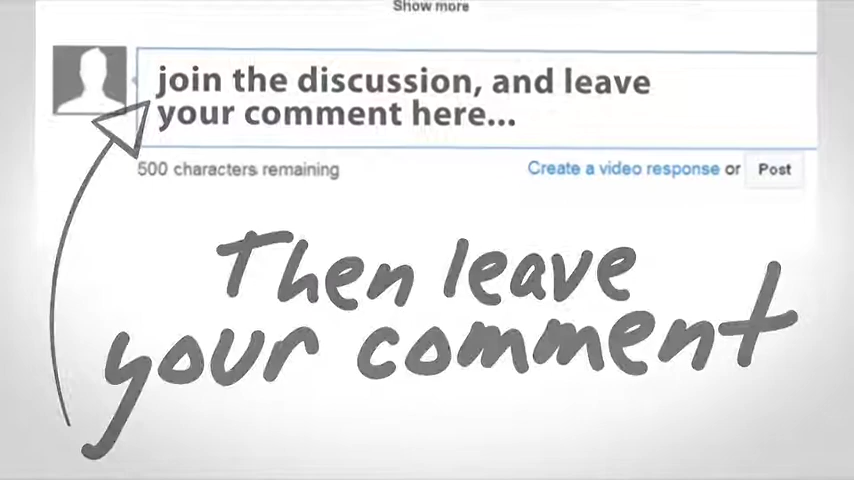 Show more
join the discussion, and leave
your comment here...
500 characters remaining
Create a video response or Post
Then leave
your comment